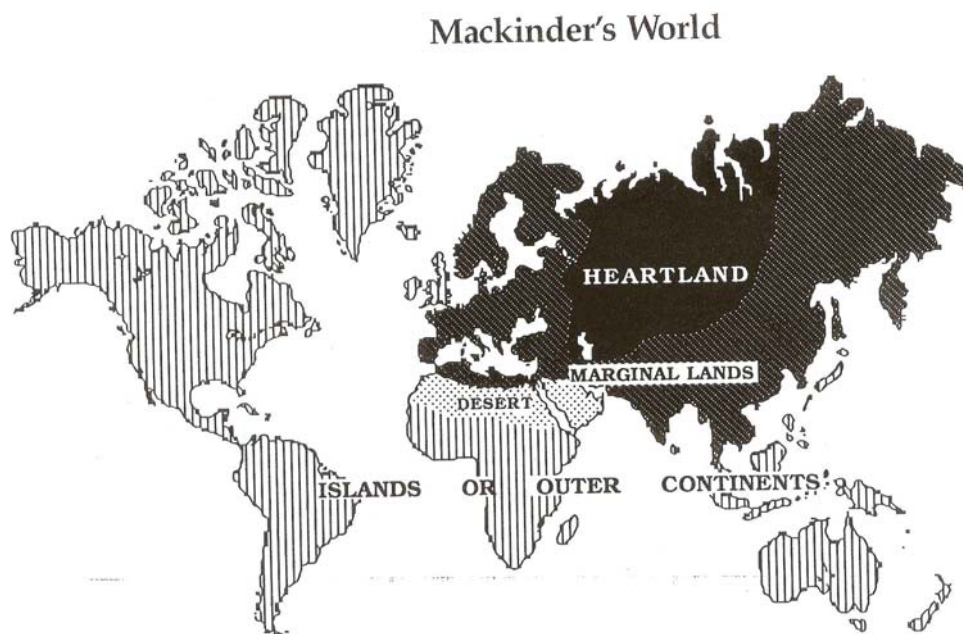 Mackinder's World
HEARTLAND
MARGINAL LANDS
DESERT
ISLANDS OR OUTER CONTINENTS